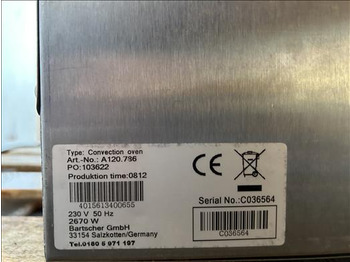 Type: Convection oven
Art.-No.: A120.786
PO:103622
Produktion time:0812
CE
4015613400655
230 V 50 Hz
2670 W
Bartscher GmbH
33154 Salzkotten/Germany
Tel.0180 5 971 197
Serial No.:C036564
C036564